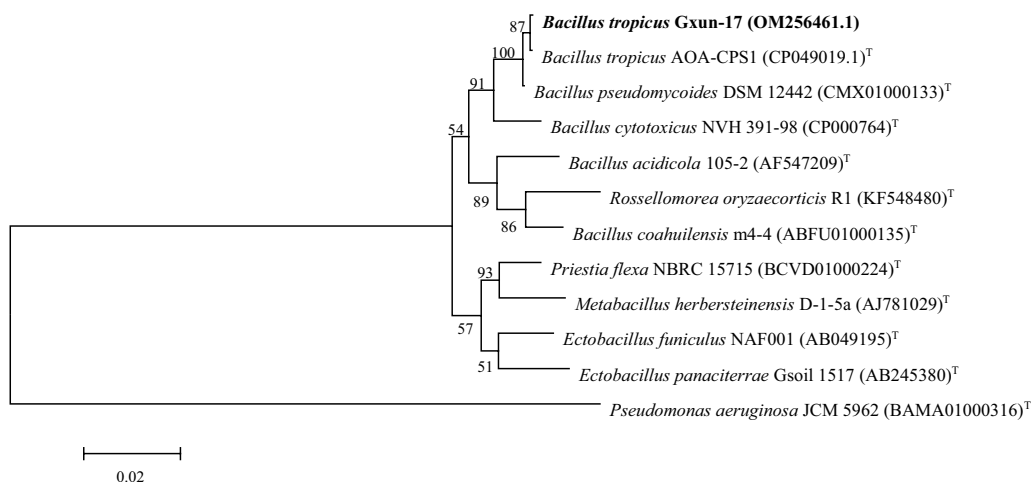 87
Bacillus tropicus Gxun-17 (OM256461.1)
100
Bacillus tropicus AOA-CPS1 (CP049019.1)T
91
Bacillus pseudomycoides DSM 12442 (CMX01000133)T
54
Bacillus cytotoxicus NVH 391-98 (CP000764)T
Bacillus acidicola 105-2 (AF547209)T
89
Rossellomorea oryzaecorticis R1 (KF548480)T
86
Bacillus coahuilensis m4-4 (ABFU01000135)T
93
Priestia flexa NBRC 15715 (BCVD01000224)T
Metabacillus herbersteinensis D-1-5a (AJ781029)T
57
Ectobacillus funiculus NAF001 (AB049195)T
51
Ectobacillus panaciterrae Gsoil 1517 (AB245380)T
Pseudomonas aeruginosa JCM 5962 (BAMA01000316)T
0.02